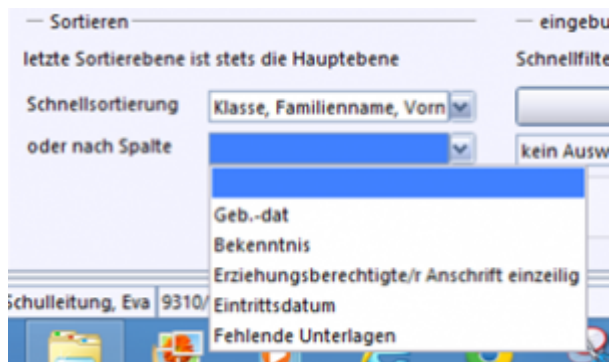 Sortieren
letzte Sortierebene ist stets die Hauptebene
Schnellsortierung
Klasse, Familienname, Vorn
oder nach Spalte
Geb.-dat
Bekenntnis
Erziehungsberechtigte/r Anschrift einzeilig
Eintrittsdatum
Fehlende Unterlagen
eingebu
Schnellfilte
kein Ausw
Schulleitung, Eva
9310/